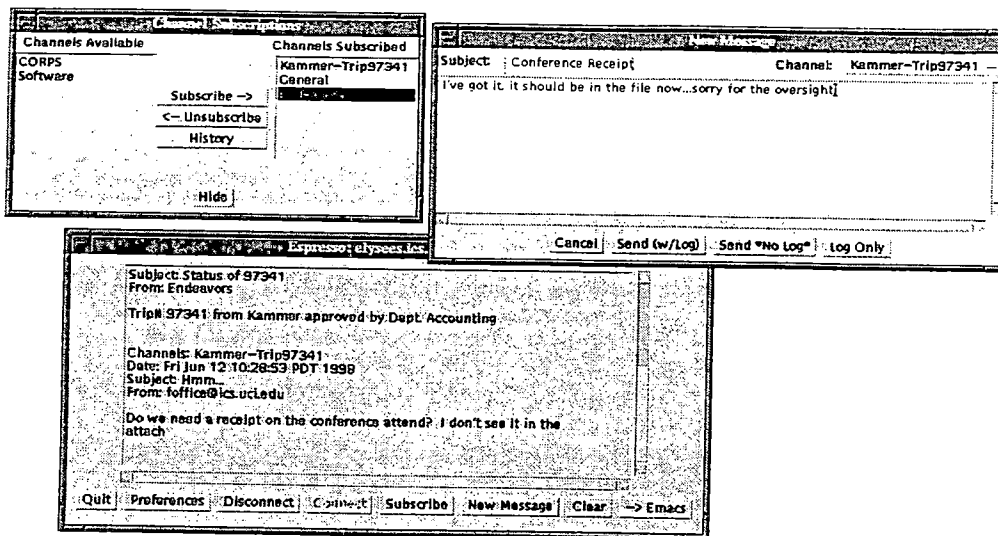 Channel Subscriptions
Channels Available
CORPS
Software
Subscribe ->
<- Unsubscribe
History
Channels Subscribed
Kammer-Trip97341
General
Hide
New Message
Subject: Conference Receipt
Channel: Kammer-Trip97341
I've got it. it should be in the file now...sorry for the oversight
Cancel
Send (w/Log)
Send *No Log*
Log Only
Espresso: elysees.ics.
Subject: Status of 97341
From: Endeavors
Trip# 97341 from Kammer approved by Dept. Accounting
Channels: Kammer-Trip97341
Date: Fri Jun 12 10:28:53 PDT 1998
Subject: Hmm...
From: foffice@ics.uci.edu
Do we need a receipt on the conference attend? I don't see it in the
attach
Quit
Preferences
Disconnect
Connect
Subscribe
New Message
Clear
-> Emacs